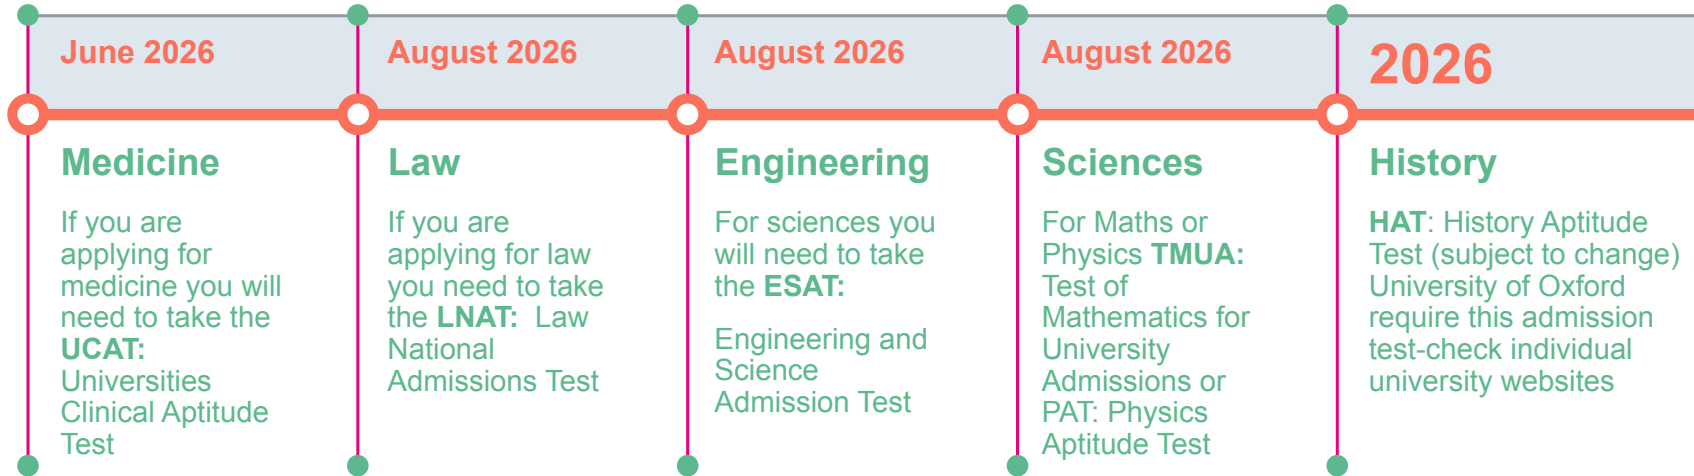 June 2026
Medicine
If you are
applying for
medicine you will
need to take the
UCAT:
Universities
Clinical Aptitude
Test
August 2026
Law
If you are
applying for law
you need to take
the LNAT:  Law
National
Admissions Test
August 2026
Engineering
For sciences you
will need to take
the ESAT:
Engineering and
Science
Admission Test
August 2026
Sciences
For Maths or
Physics TMUA:
Test of
Mathematics for
University
Admissions or
PAT: Physics
Aptitude Test
2026
History
HAT: History Aptitude
Test (subject to change)
University of Oxford
require this admission
test-check individual
university websites